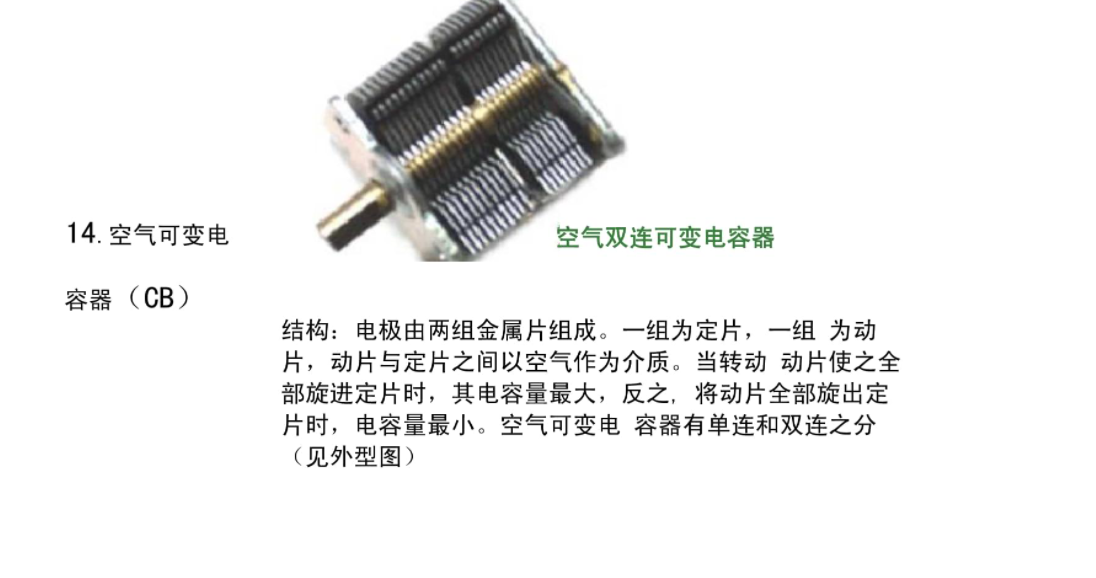 14.空气可变电
空气双连可变电容器
容器（CB）
结构：电极由两组金属片组成。一组为定片，一组 为动
片，动片与定片之间以空气作为介质。当转动 动片使之全
部旋进定片时，其电容量最大，反之, 将动片全部旋出定
片时，电容量最小。空气可变电 容器有单连和双连之分
（见外型图）